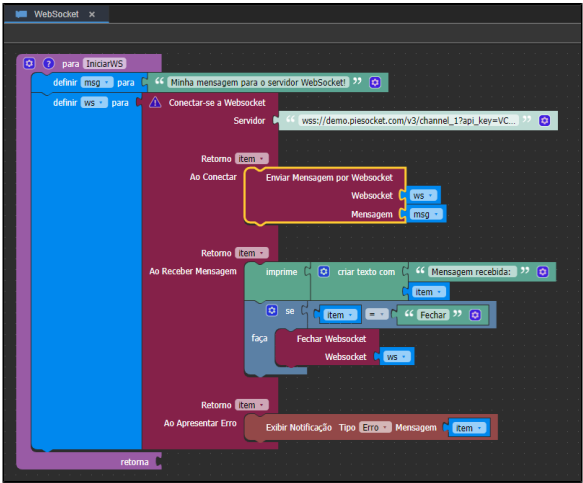 WebSocket ×
? para IniciarWS
definir msg para “ Minha mensagem para o servidor WebSocket! ”
definir ws para Conectar-se a Websocket
Servidor “ wss://demo.piesocket.com/v3/channel_1?api_key=VC... ”
Retorno item
Ao Conectar Enviar Mensagem por Websocket
Websocket ws
Mensagem msg
Retorno item
Ao Receber Mensagem imprime criar texto com “ Mensagem recebida: ”
item
se item = “ Fechar ”
faça Fechar Websocket
Websocket ws
Retorno item
Ao Apresentar Erro Exibir Notificação Tipo Erro Mensagem item
retorna